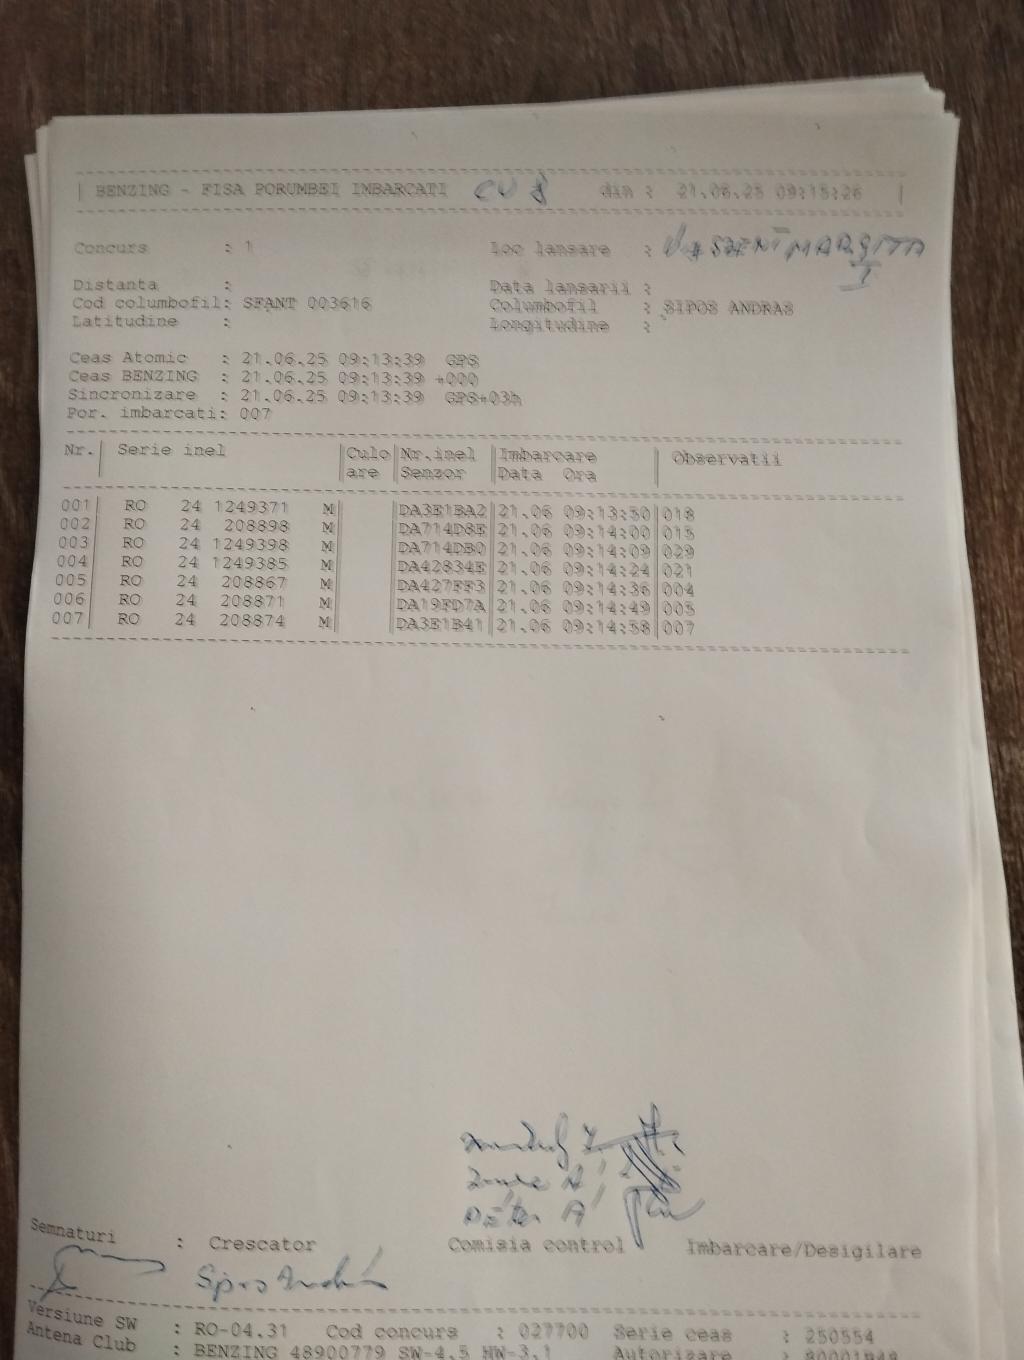 BENZING - FISA PORUMBEI IMBARCATI CU 8 din : 21.06.25 09:15:26
Concurs : 1 Loc lansare : SZENTMARGITA I
Distanta : Data lansarii :
Cod columbofil: SFANT 003616 Columbofil : SIPOS ANDRAS
Latitudine : Longitudine :
Ceas Atomic : 21.06.25 09:13:39 GPS
Ceas BENZING : 21.06.25 09:13:39 +000
Sincronizare : 21.06.25 09:13:39 GPS+03h
Por. imbarcati: 007
Nr. Serie inel Culo Nr.inel Imbarcare Observatii
are Senzor Data Ora
001 RO 24 1249371 M DA3E1BA2 21.06 09:13:50 018
002 RO 24 208898 M DA714D8E 21.06 09:14:00 015
003 RO 24 1249398 M DA714DB0 21.06 09:14:09 029
004 RO 24 1249385 M DA42834E 21.06 09:14:24 021
005 RO 24 208867 M DA427FF3 21.06 09:14:36 004
006 RO 24 208871 M DA19FD7A 21.06 09:14:49 005
007 RO 24 208874 M DA3E1B41 21.06 09:14:58 007
Péter A
Semnaturi : Crescator Comisia control Imbarcare/Desigilare
Sipos András
Versiune SW : RO-04.31 Cod concurs : 027700 Serie ceas : 250554
Antena Club : BENZING 48900779 SW-4.5 HW-3.1 Autorizare :